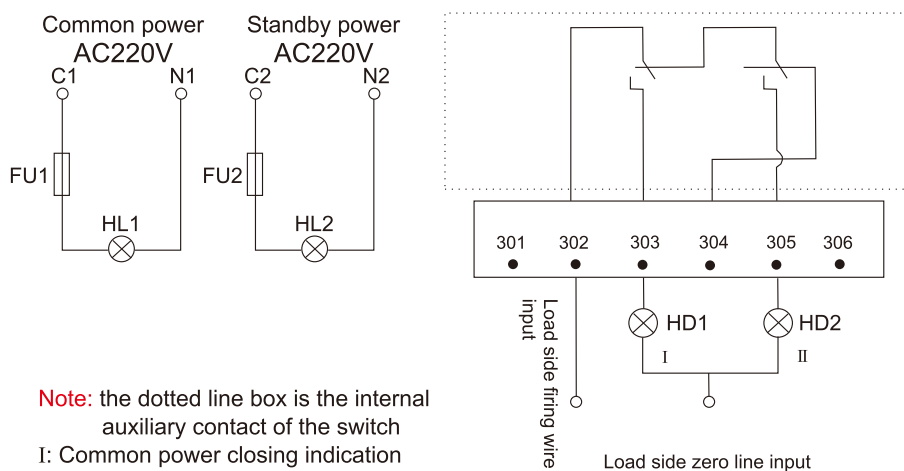 Common power
AC220V
C1
N1
FU1
HL1
Standby power
AC220V
C2
N2
FU2
HL2
301
302
303
304
305
306
Load side firing wire
input
HD1
HD2
I
II
Load side zero line input
Note: the dotted line box is the internal
auxiliary contact of the switch
I: Common power closing indication